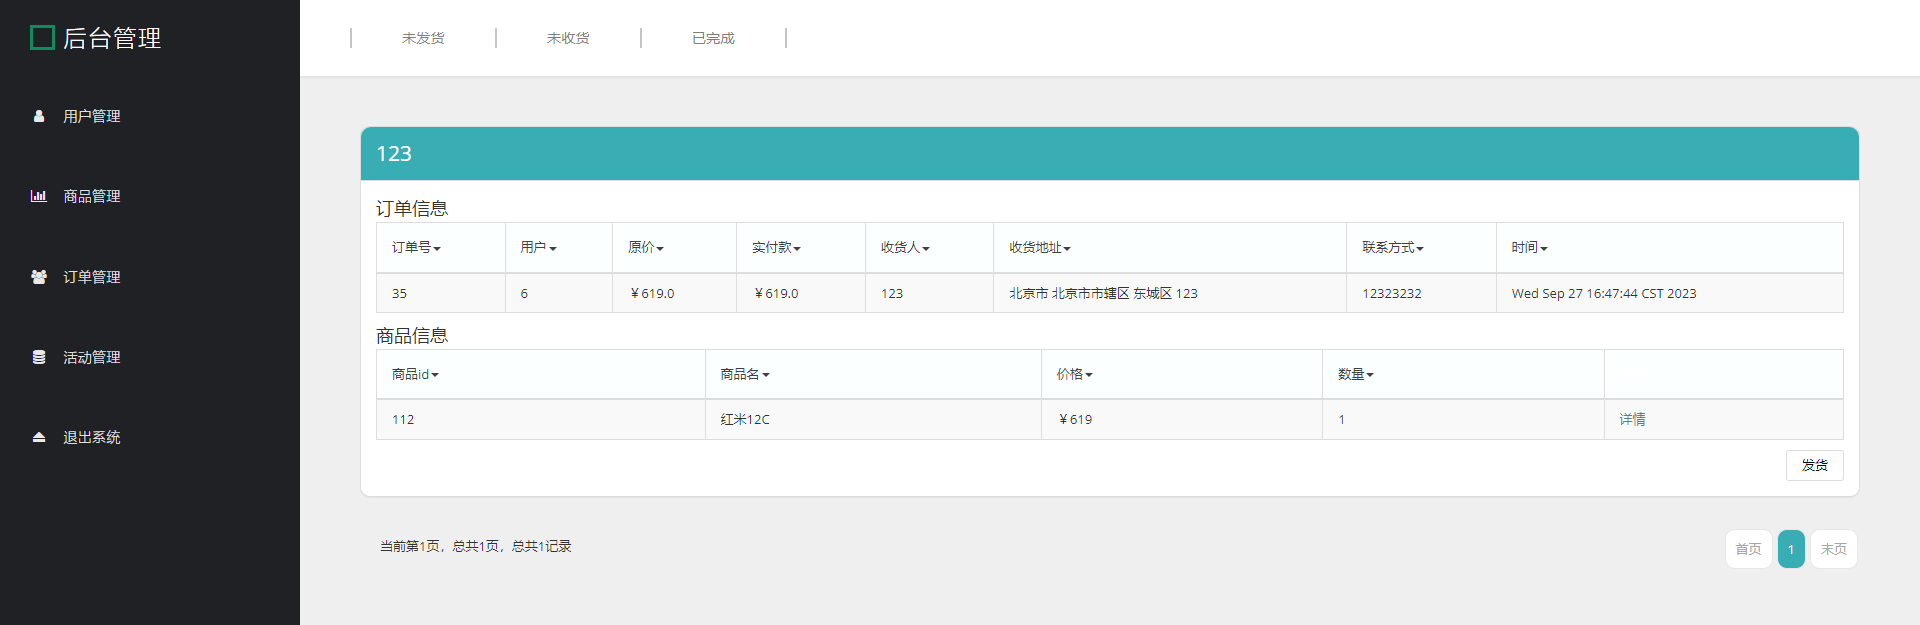 后台管理
用户管理
商品管理
订单管理
活动管理
退出系统
未发货 未收货 已完成
123
订单信息
订单号 用户 原价 实付款 收货人 收货地址 联系方式 时间
35 6 ￥619.0 ￥619.0 123 北京市 北京市市辖区 东城区 123 12323232 Wed Sep 27 16:47:44 CST 2023
商品信息
商品id 商品名 价格 数量
112 红米12C ￥619 1 详情
发货
当前第1页，总共1页，总共1记录
首页 1 末页